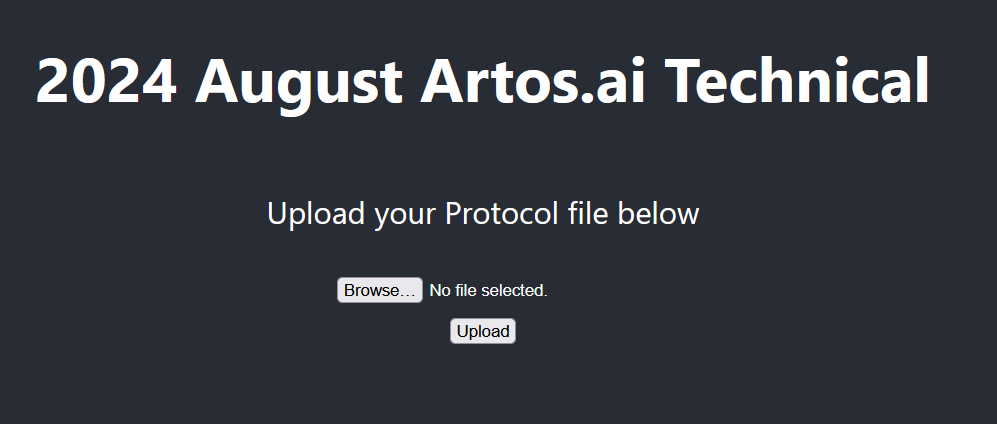 2024 August Artos.ai Technical
Upload your Protocol file below
Browse... No file selected.
Upload